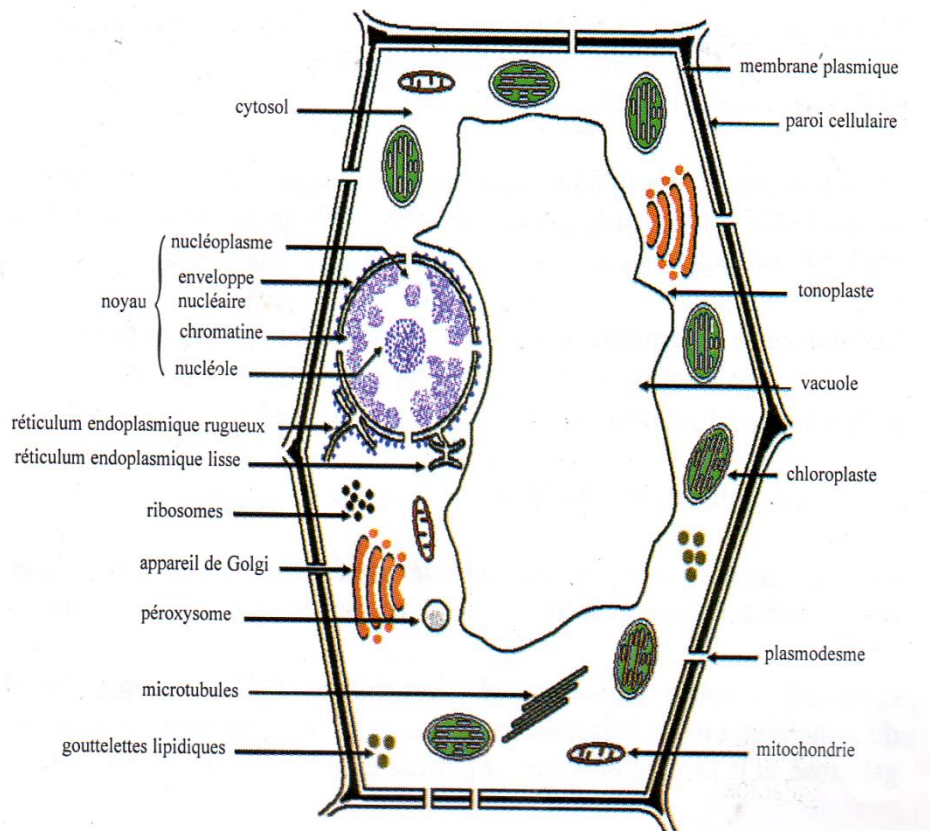 membrane plasmique
cytosol
paroi cellulaire
nucléoplasme
enveloppe
nucléaire
noyau
chromatine
nucléole
tonoplaste
vacuole
réticulum endoplasmique rugueux
réticulum endoplasmique lisse
chloroplaste
ribosomes
appareil de Golgi
péroxysome
plasmodesme
microtubules
gouttelettes lipidiques
mitochondrie